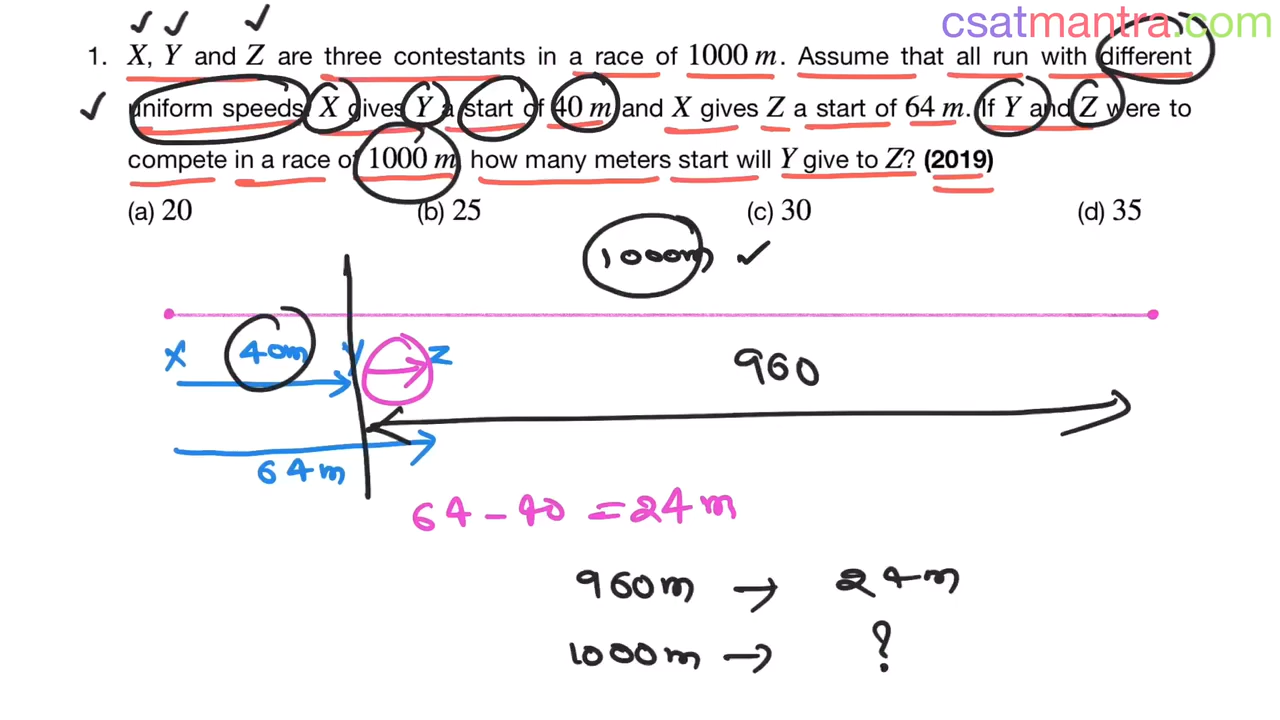 csatmantra.com
1. X, Y and Z are three contestants in a race of 1000 m. Assume that all run with different
uniform speeds. X gives Y a start of 40 m and X gives Z a start of 64 m. If Y and Z were to
compete in a race of 1000 m, how many meters start will Y give to Z? (2019)
(a) 20 (b) 25 (c) 30 (d) 35
1000m
X 40m Y Z 960
64m
64 - 40 = 24 m
960m → 24m
1000m → ?